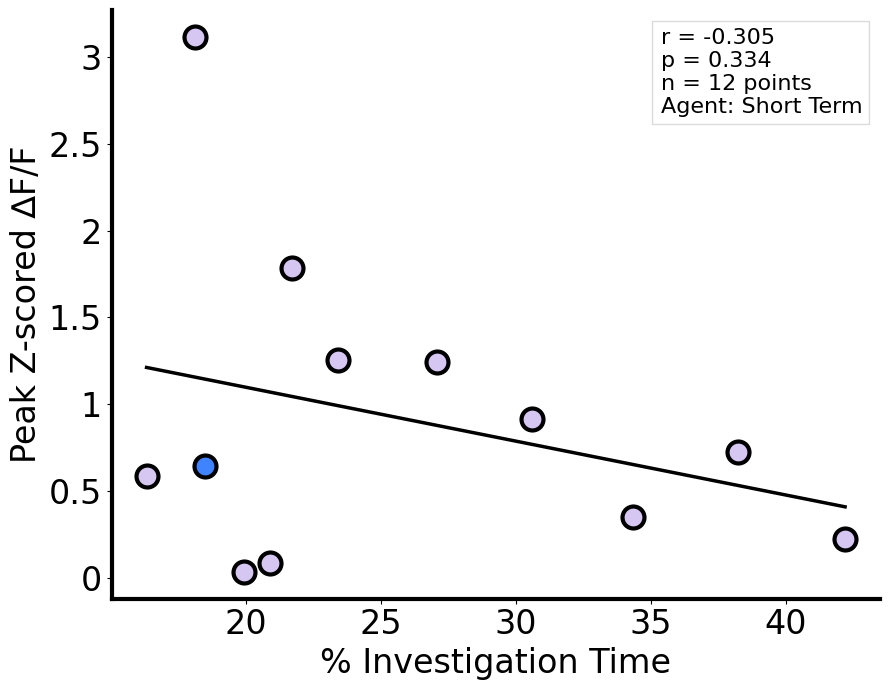 r = -0.305
p = 0.334
n = 12 points
Agent: Short Term
Peak Z-scored ΔF/F
3
2.5
2
1.5
1
0.5
0
20 25 30 35 40
% Investigation Time